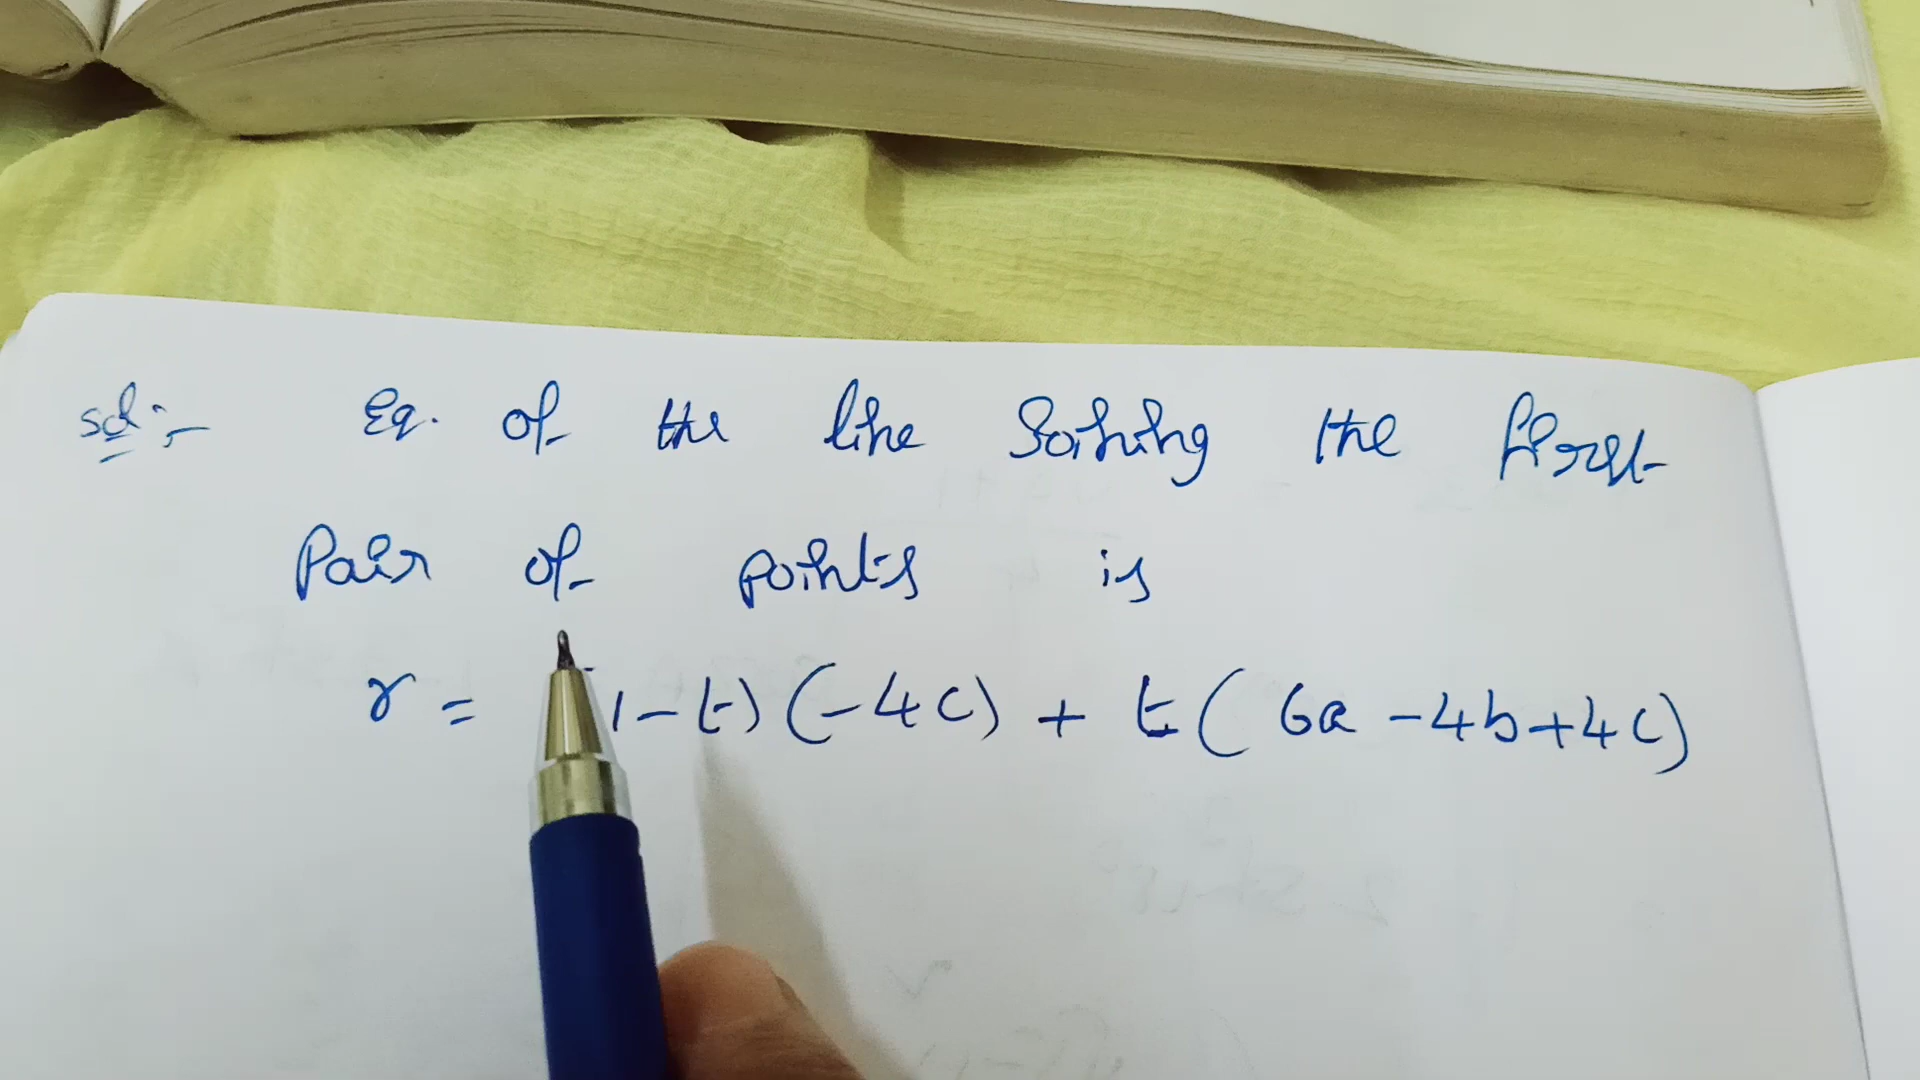 sol:- Eq. of the line Joining the first
Pair of points is
r = (1-t)(-4c) + t(6a-4b+4c)